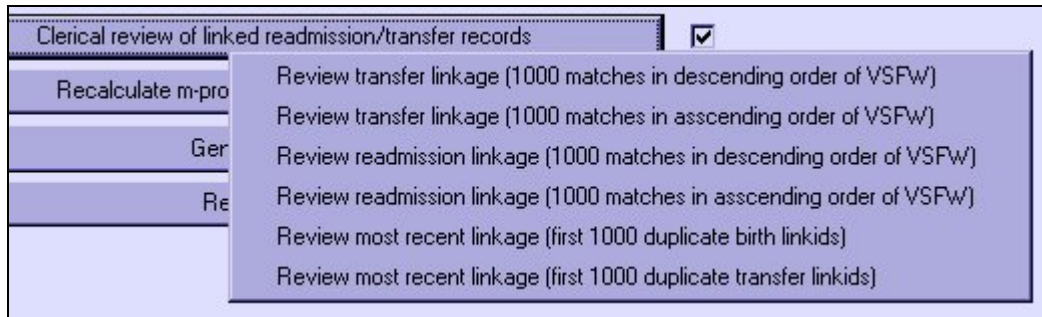 Clerical review of linked readmission/transfer records
Recalculate m-pro
Review transfer linkage (1000 matches in descending order of VSFW)
Review transfer linkage (1000 matches in asscending order of VSFW)
Ger
Review readmission linkage (1000 matches in descending order of VSFW)
Re
Review readmission linkage (1000 matches in asscending order of VSFW)
Review most recent linkage (first 1000 duplicate birth linkids)
Review most recent linkage (first 1000 duplicate transfer linkids)